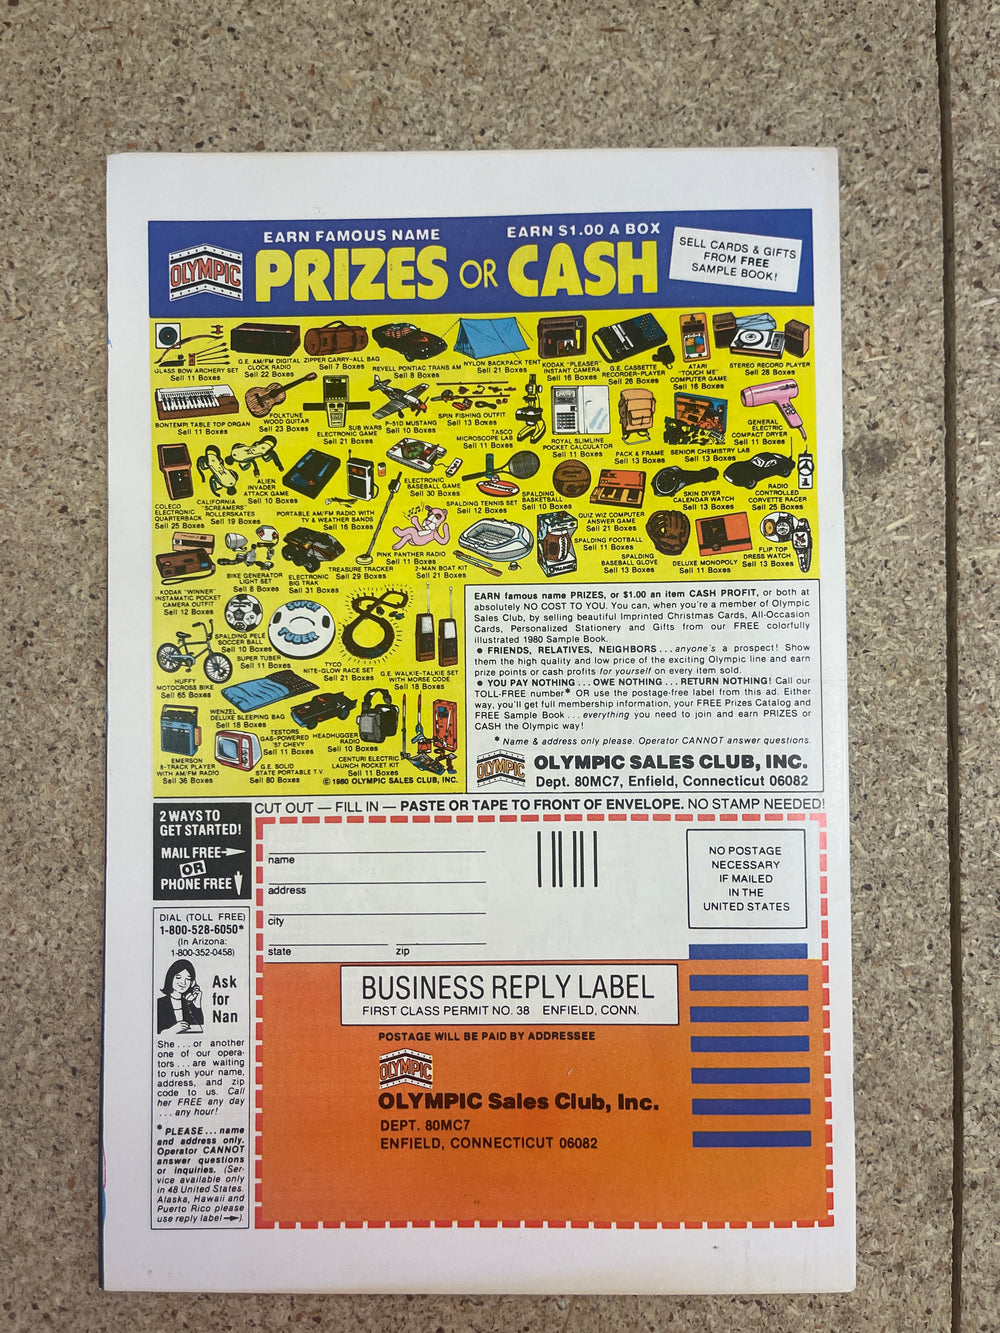 EARN FAMOUS NAME
EARN $1.00 A BOX
OLYMPIC
PRIZES OR CASH
SELL CARDS & GIFTS
FROM FREE
SAMPLE BOOK!
GLASS BOW ARCHERY SET
Sell 11 Boxes
G.E. AM/FM DIGITAL
CLOCK RADIO
Sell 22 Boxes
ZIPPER CARRY-ALL BAG
Sell 7 Boxes
REVELL PONTIAC TRANS AM
Sell 8 Boxes
NYLON BACKPACK TENT
Sell 21 Boxes
KODAK "PLEASER"
INSTANT CAMERA
Sell 16 Boxes
G.E. CASSETTE
RECORDER-PLAYER
Sell 26 Boxes
ATARI
"TOUCH ME"
COMPUTER GAME
Sell 16 Boxes
STEREO RECORD PLAYER
Sell 28 Boxes
BONTEMPI TABLE TOP ORGAN
Sell 11 Boxes
FOLKTUNE
WOOD GUITAR
Sell 23 Boxes
SUB WARS
ELECTRONIC GAME
Sell 21 Boxes
P-51D MUSTANG
Sell 10 Boxes
SPIN FISHING OUTFIT
Sell 13 Boxes
TASCO
MICROSCOPE LAB
Sell 11 Boxes
ROYAL SLIMLINE
POCKET CALCULATOR
Sell 11 Boxes
PACK & FRAME
Sell 13 Boxes
SENIOR CHEMISTRY LAB
Sell 13 Boxes
GENERAL
ELECTRIC
COMPACT DRYER
Sell 11 Boxes
COLECO
ELECTRONIC
QUARTERBACK
Sell 25 Boxes
CALIFORNIA
"SCREAMERS"
ROLLERSKATES
Sell 19 Boxes
ALIEN
INVADER
ATTACK GAME
Sell 10 Boxes
PORTABLE AM/FM RADIO WITH
TV & WEATHER BANDS
Sell 16 Boxes
ELECTRONIC
BASEBALL GAME
Sell 30 Boxes
SPALDING TENNIS SET
Sell 12 Boxes
SPALDING
BASKETBALL
Sell 10 Boxes
QUIZ WIZ COMPUTER
ANSWER GAME
Sell 21 Boxes
SKIN DIVER
CALENDAR WATCH
Sell 13 Boxes
RADIO
CONTROLLED
CORVETTE RACER
Sell 25 Boxes
KODAK "WINNER"
INSTAMATIC POCKET
CAMERA OUTFIT
Sell 12 Boxes
BIKE GENERATOR
LIGHT SET
Sell 8 Boxes
ELECTRONIC
BIG TRAK
Sell 31 Boxes
TREASURE TRACKER
Sell 29 Boxes
PINK PANTHER RADIO
Sell 11 Boxes
2-MAN BOAT KIT
Sell 21 Boxes
SPALDING FOOTBALL
Sell 11 Boxes
SPALDING
BASEBALL GLOVE
Sell 13 Boxes
DELUXE MONOPOLY
Sell 11 Boxes
FLIP TOP
DRESS WATCH
Sell 13 Boxes
SPALDING PELÉ
SOCCER BALL
Sell 10 Boxes
SUPER
TUBER
SUPER TUBER
Sell 11 Boxes
TYCO
NITE-GLOW RACE SET
Sell 21 Boxes
G.E. WALKIE-TALKIE SET
WITH MORSE CODE
Sell 18 Boxes
HUFFY
MOTOCROSS BIKE
Sell 65 Boxes
WENZEL
DELUXE SLEEPING BAG
Sell 18 Boxes
TESTORS
GAS-POWERED
'57 CHEVY
Sell 11 Boxes
HEADHUGGER
RADIO
Sell 10 Boxes
CENTURI ELECTRIC
LAUNCH ROCKET KIT
Sell 11 Boxes
EMERSON
8-TRACK PLAYER
WITH AM/FM RADIO
Sell 36 Boxes
G.E. SOLID
STATE PORTABLE T.V.
Sell 80 Boxes
© 1980 OLYMPIC SALES CLUB, INC.
EARN famous name PRIZES, or $1.00 an item CASH PROFIT, or both at
absolutely NO COST TO YOU. You can, when you're a member of Olympic
Sales Club, by selling beautiful Imprinted Christmas Cards, All-Occasion
Cards, Personalized Stationery and Gifts from our FREE colorfully
illustrated 1980 Sample Book.
• FRIENDS, RELATIVES, NEIGHBORS . . . anyone's a prospect! Show
them the high quality and low price of the exciting Olympic line and earn
prize points or cash profits for yourself on every item sold.
• YOU PAY NOTHING . . . OWE NOTHING . . . RETURN NOTHING! Call our
TOLL-FREE number* OR use the postage-free label from this ad. Either
way, you'll get full membership information, your FREE Prizes Catalog and
FREE Sample Book . . . everything you need to join and earn PRIZES or
CASH the Olympic way!
* Name & address only please. Operator CANNOT answer questions.
OLYMPIC
OLYMPIC SALES CLUB, INC.
Dept. 80MC7, Enfield, Connecticut 06082
2 WAYS TO
GET STARTED!
MAIL FREE
OR
PHONE FREE
CUT OUT — FILL IN — PASTE OR TAPE TO FRONT OF ENVELOPE. NO STAMP NEEDED!
name
address
city
state zip
NO POSTAGE
NECESSARY
IF MAILED
IN THE
UNITED STATES
DIAL (TOLL FREE)
1-800-528-6050*
(In Arizona:
1-800-352-0458)
Ask
for
Nan
She . . . or another
one of our opera-
tors . . . are waiting
to rush your name,
address, and zip
code to us. Call
her FREE any day
. . . any hour!
* PLEASE . . . name
and address only.
Operator CANNOT
answer questions
or inquiries. (Ser-
vice available only
in 48 United States.
Alaska, Hawaii and
Puerto Rico please
use reply label ).
BUSINESS REPLY LABEL
FIRST CLASS PERMIT NO. 38 ENFIELD, CONN.
POSTAGE WILL BE PAID BY ADDRESSEE
OLYMPIC
OLYMPIC Sales Club, Inc.
DEPT. 80MC7
ENFIELD, CONNECTICUT 06082